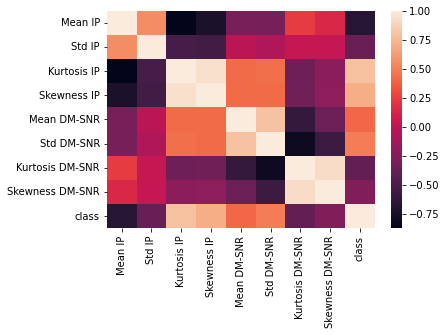 Mean IP
Std IP
Kurtosis IP
Skewness IP
Mean DM-SNR
Std DM-SNR
Kurtosis DM-SNR
Skewness DM-SNR
class
Mean IP
Std IP
Kurtosis IP
Skewness IP
Mean DM-SNR
Std DM-SNR
Kurtosis DM-SNR
Skewness DM-SNR
class
1.00
0.75
0.50
0.25
0.00
−0.25
−0.50
−0.75